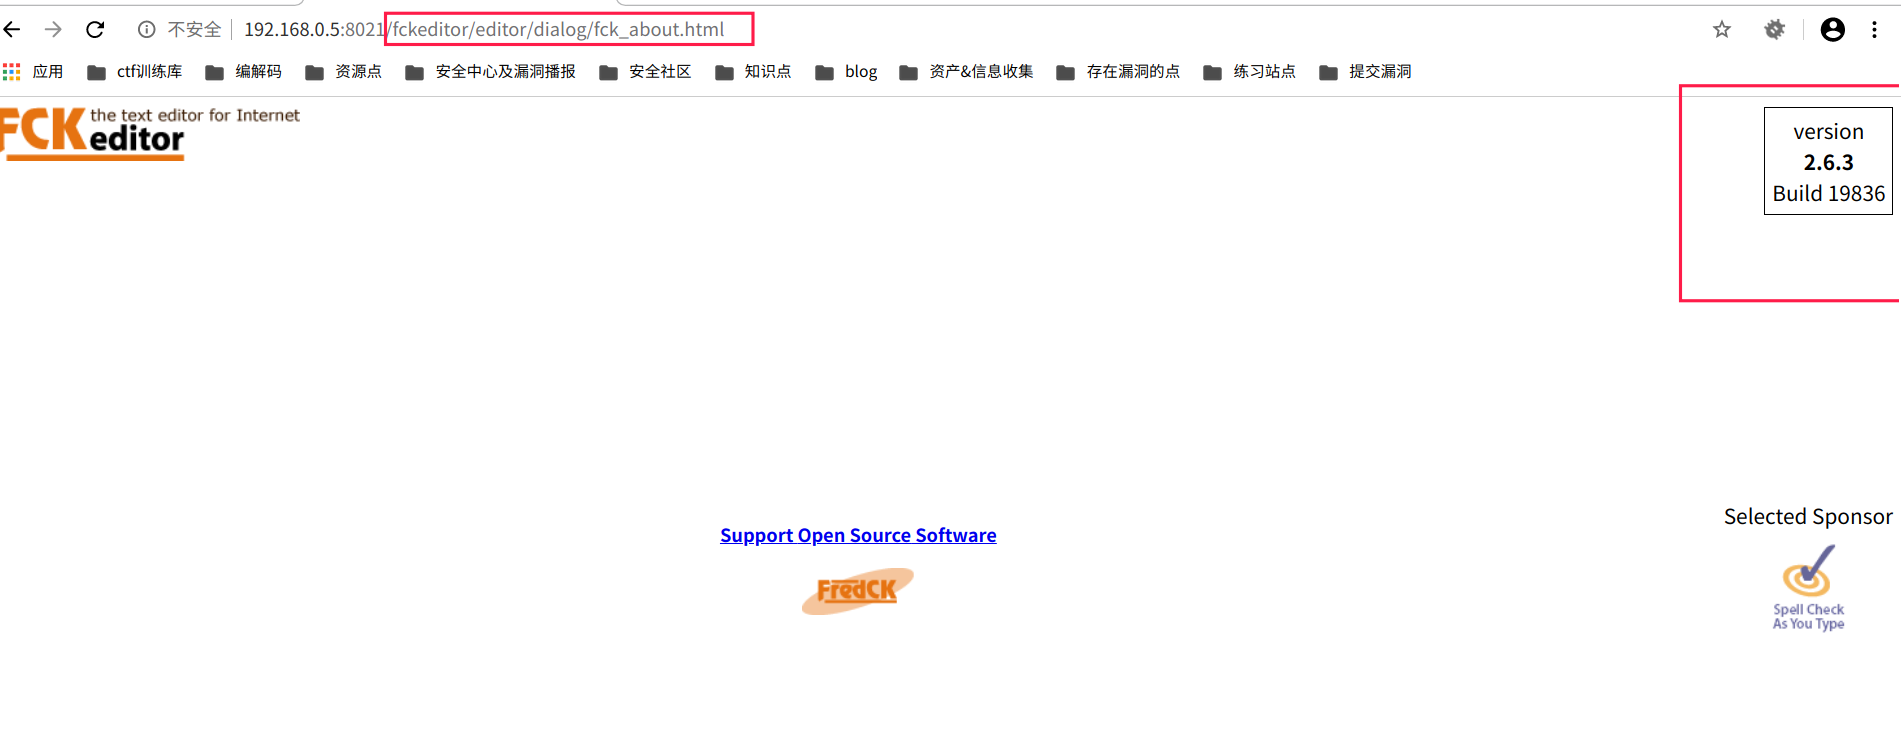 不安全 192.168.0.5:8021/fckeditor/editor/dialog/fck_about.html
应用 ctf训练库 编解码 资源点 安全中心及漏洞播报 安全社区 知识点 blog 资产&信息收集 存在漏洞的点 练习站点 提交漏洞
FCKeditor the text editor for Internet
version
2.6.3
Build 19836
Selected Sponsor
Support Open Source Software
FredCK
Spell Check
As You Type